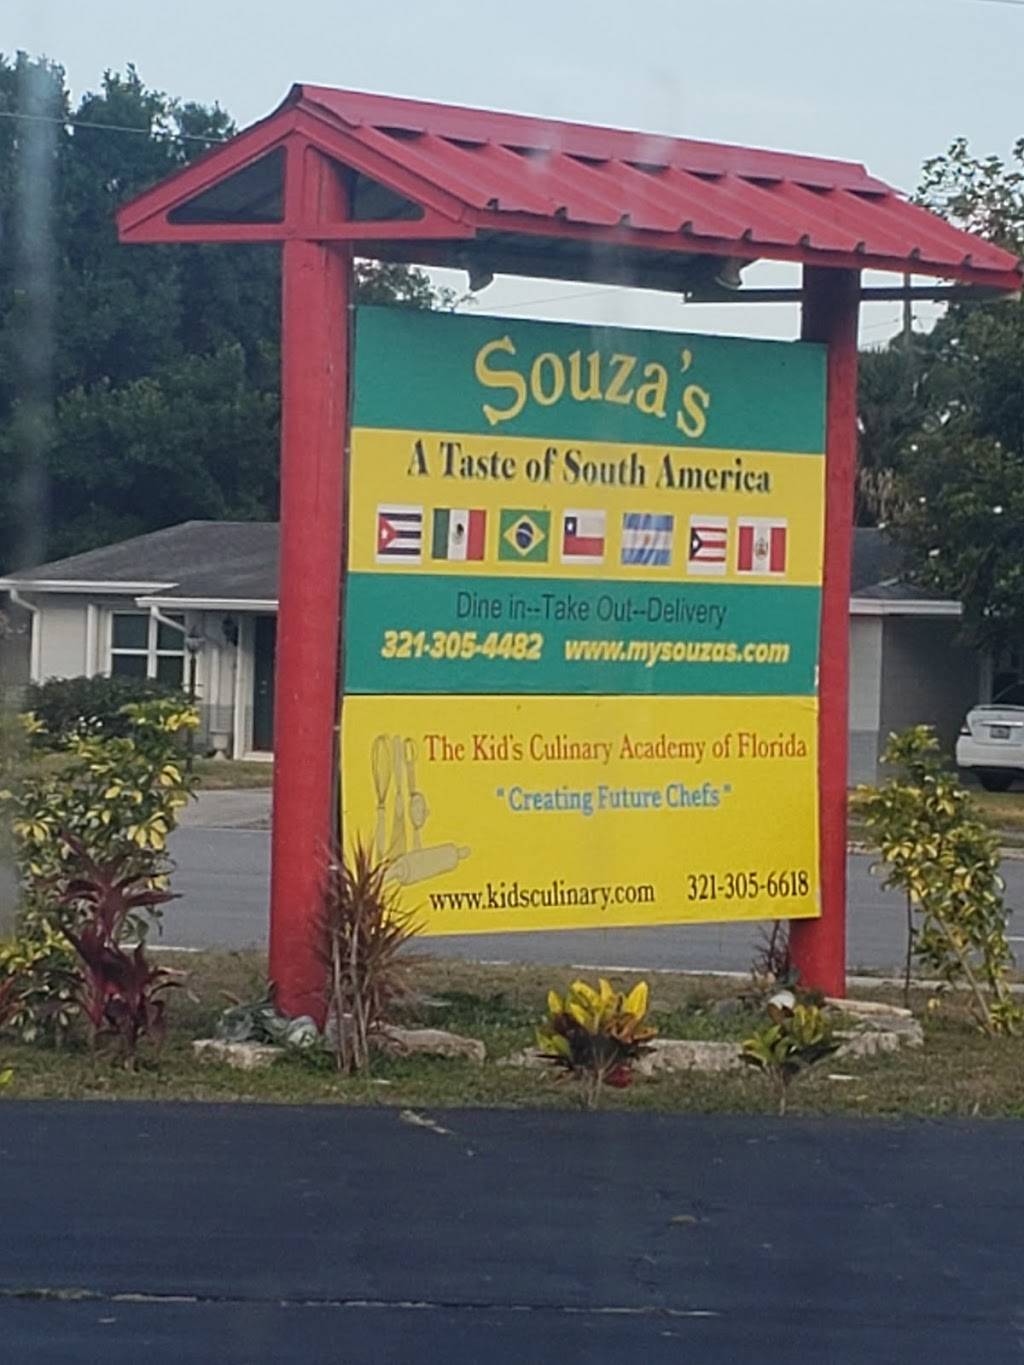 Souza's
A Taste of South America
Dine in--Take Out--Delivery
321-305-4482 www.mysouzas.com
The Kid's Culinary Academy of Florida
"Creating Future Chefs"
www.kidsculinary.com 321-305-6618